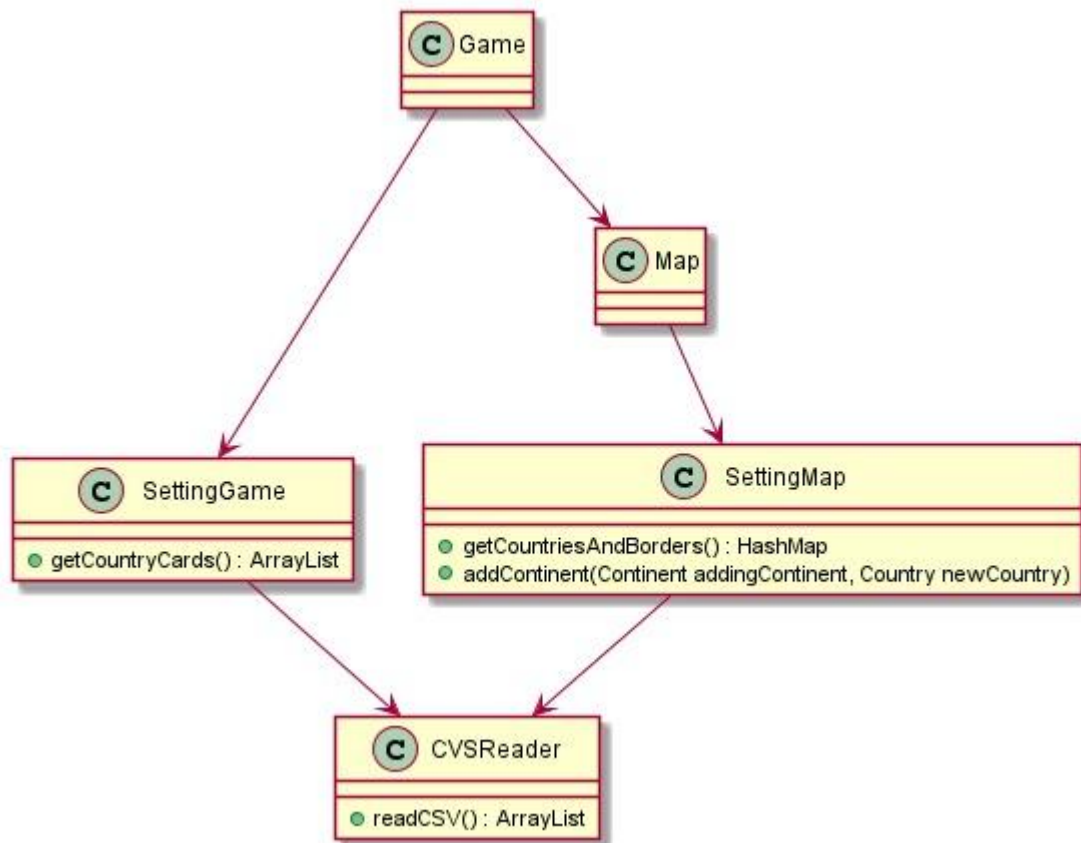 C Game
C Map
C SettingGame
getCountryCards() : ArrayList
C SettingMap
getCountriesAndBorders() : HashMap
addContinent(Continent addingContinent, Country newCountry)
C CVSReader
readCSV() : ArrayList